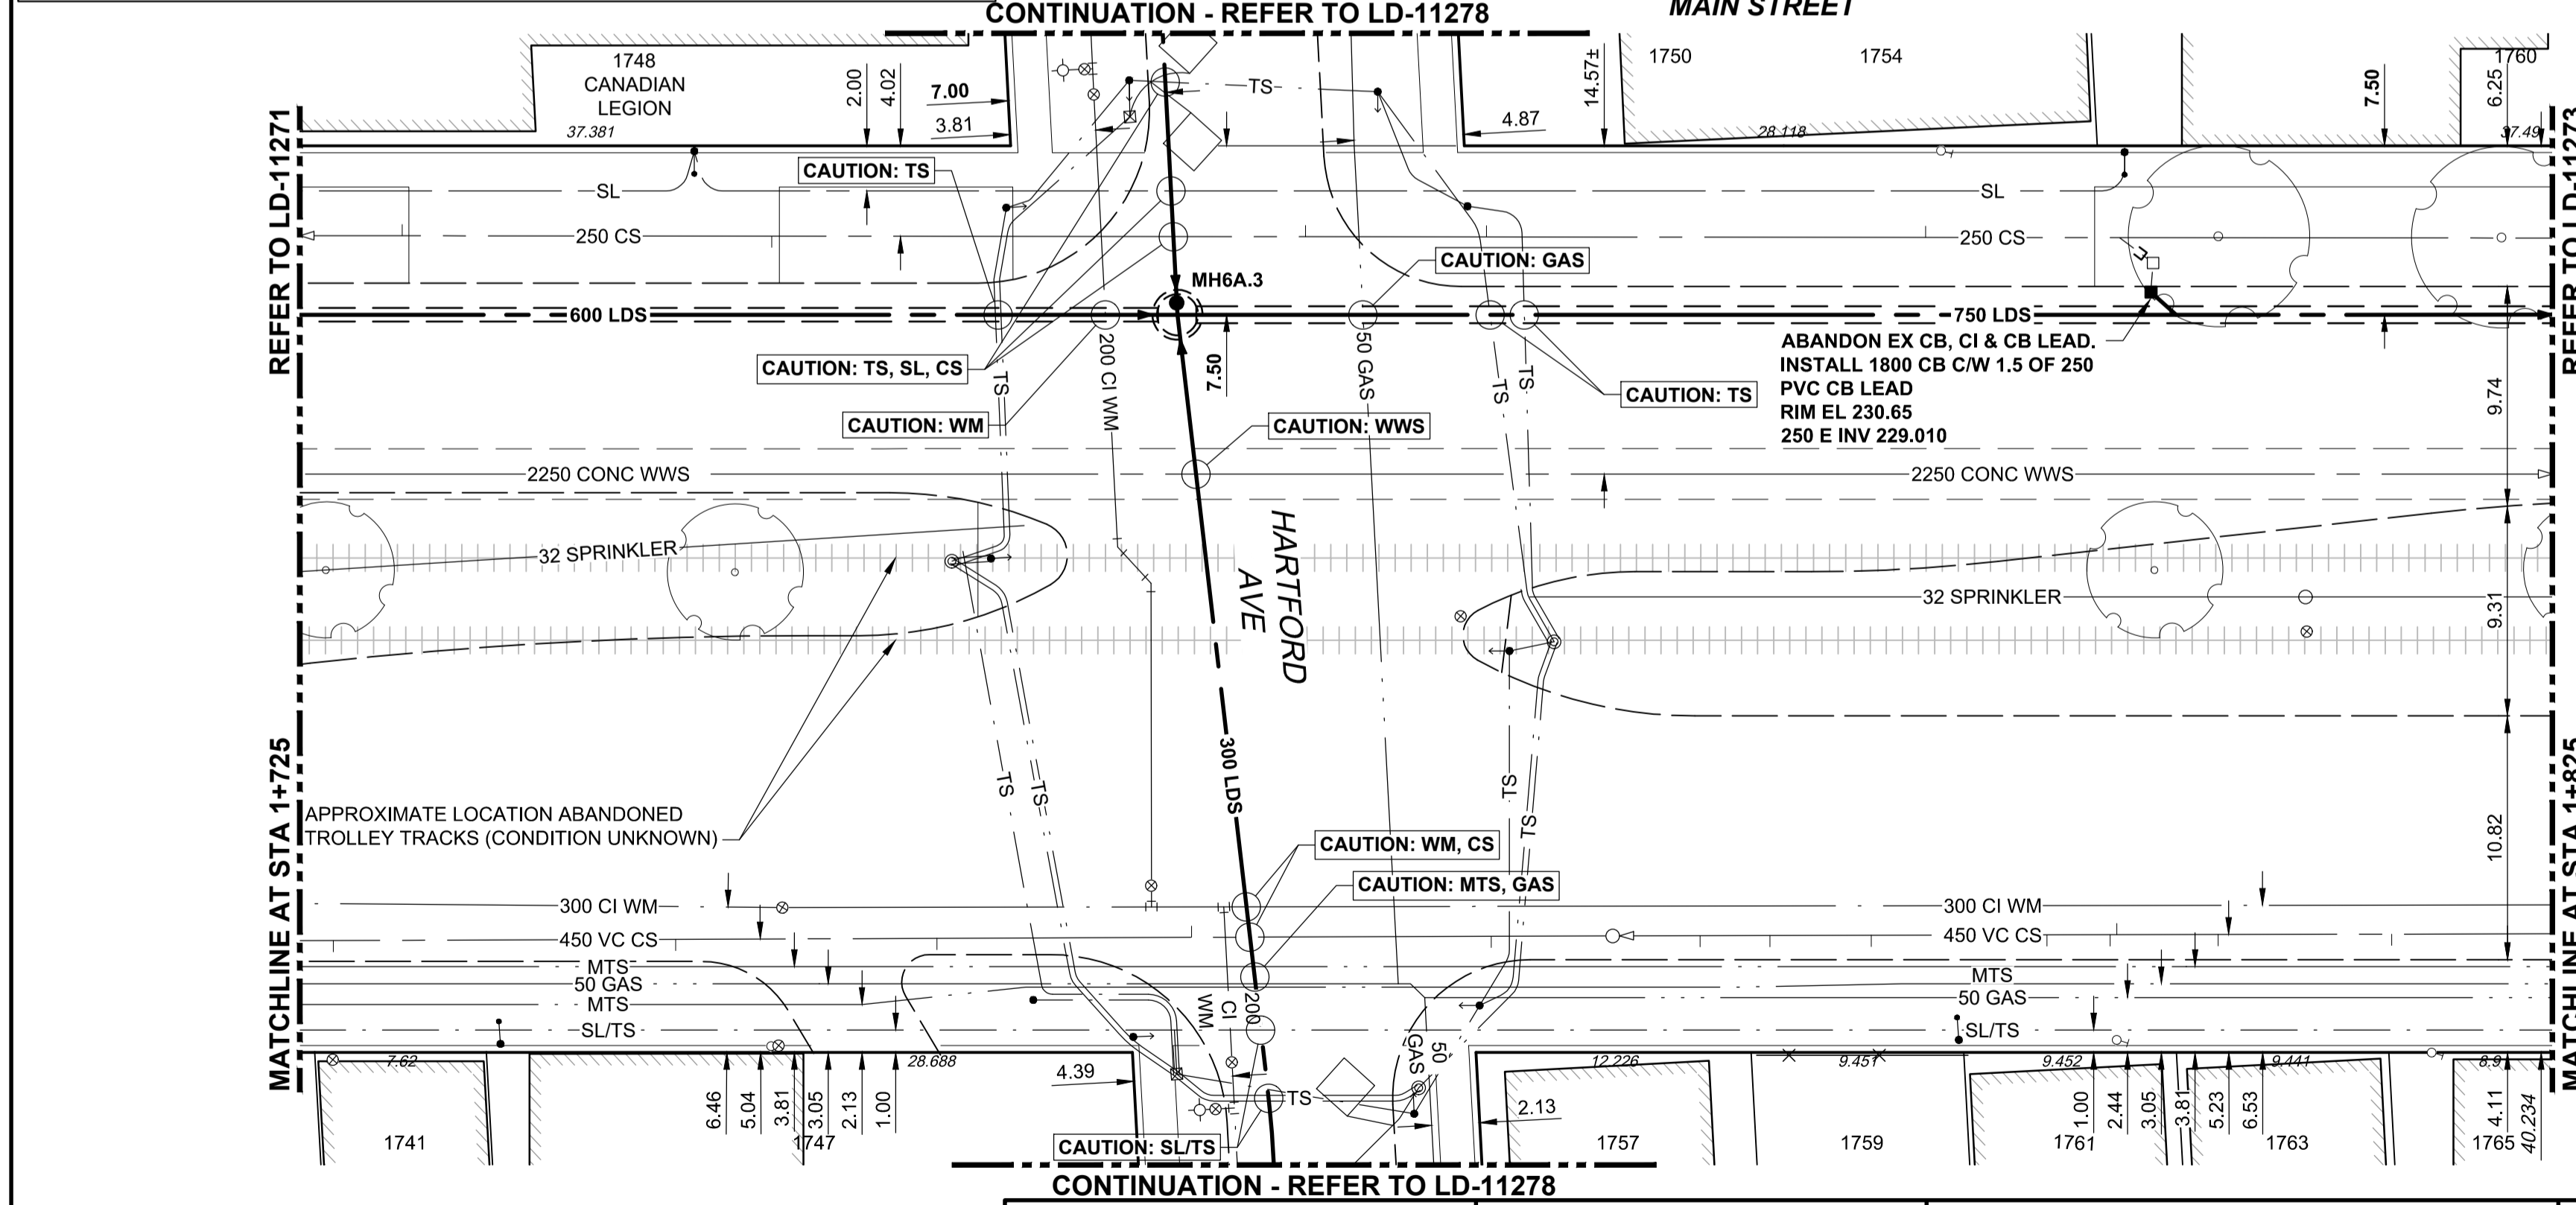 CONTINUATION - REFER TO LD-11278
MAIN STREET
1748
CANADIAN
LEGION
37.381
2.00
4.02
7.00
3.81
TS
4.87
14.57±
1750
1754
28.118
7.50
6.25
1760
37.49
REFER TO LD-11271
REFER TO LD-11273
CAUTION: TS
SL
SL
250 CS
250 CS
CAUTION: GAS
MH6A.3
600 LDS
750 LDS
CAUTION: TS, SL, CS
TS
200 CI WM
7.50
50 GAS
TS
TS
CAUTION: TS
ABANDON EX CB, CI & CB LEAD.
INSTALL 1800 CB C/W 1.5 OF 250
PVC CB LEAD
RIM EL 230.65
250 E INV 229.010
9.74
CAUTION: WM
CAUTION: WWS
2250 CONC WWS
2250 CONC WWS
32 SPRINKLER
HARTFORD
AVE
32 SPRINKLER
9.31
300 LDS
TS
TS
TS
TS
APPROXIMATE LOCATION ABANDONED
TROLLEY TRACKS (CONDITION UNKNOWN)
10.82
MATCHLINE AT STA 1+725
MATCHLINE AT STA 1+825
CAUTION: WM, CS
CAUTION: MTS, GAS
300 CI WM
300 CI WM
450 VC CS
450 VC CS
MTS
MTS
50 GAS
50 GAS
MTS
SL/TS
SL/TS
200
CI
WM
50
GAS
7.62
28.688
12.226
9.451
9.452
9.441
8.9
4.39
TS
2.13
6.46
5.04
3.81
3.05
2.13
1.00
1.00
2.44
3.05
3.81
5.23
6.53
4.11
40.234
1741
1747
1757
1759
1761
1763
1765
CAUTION: SL/TS
CONTINUATION - REFER TO LD-11278